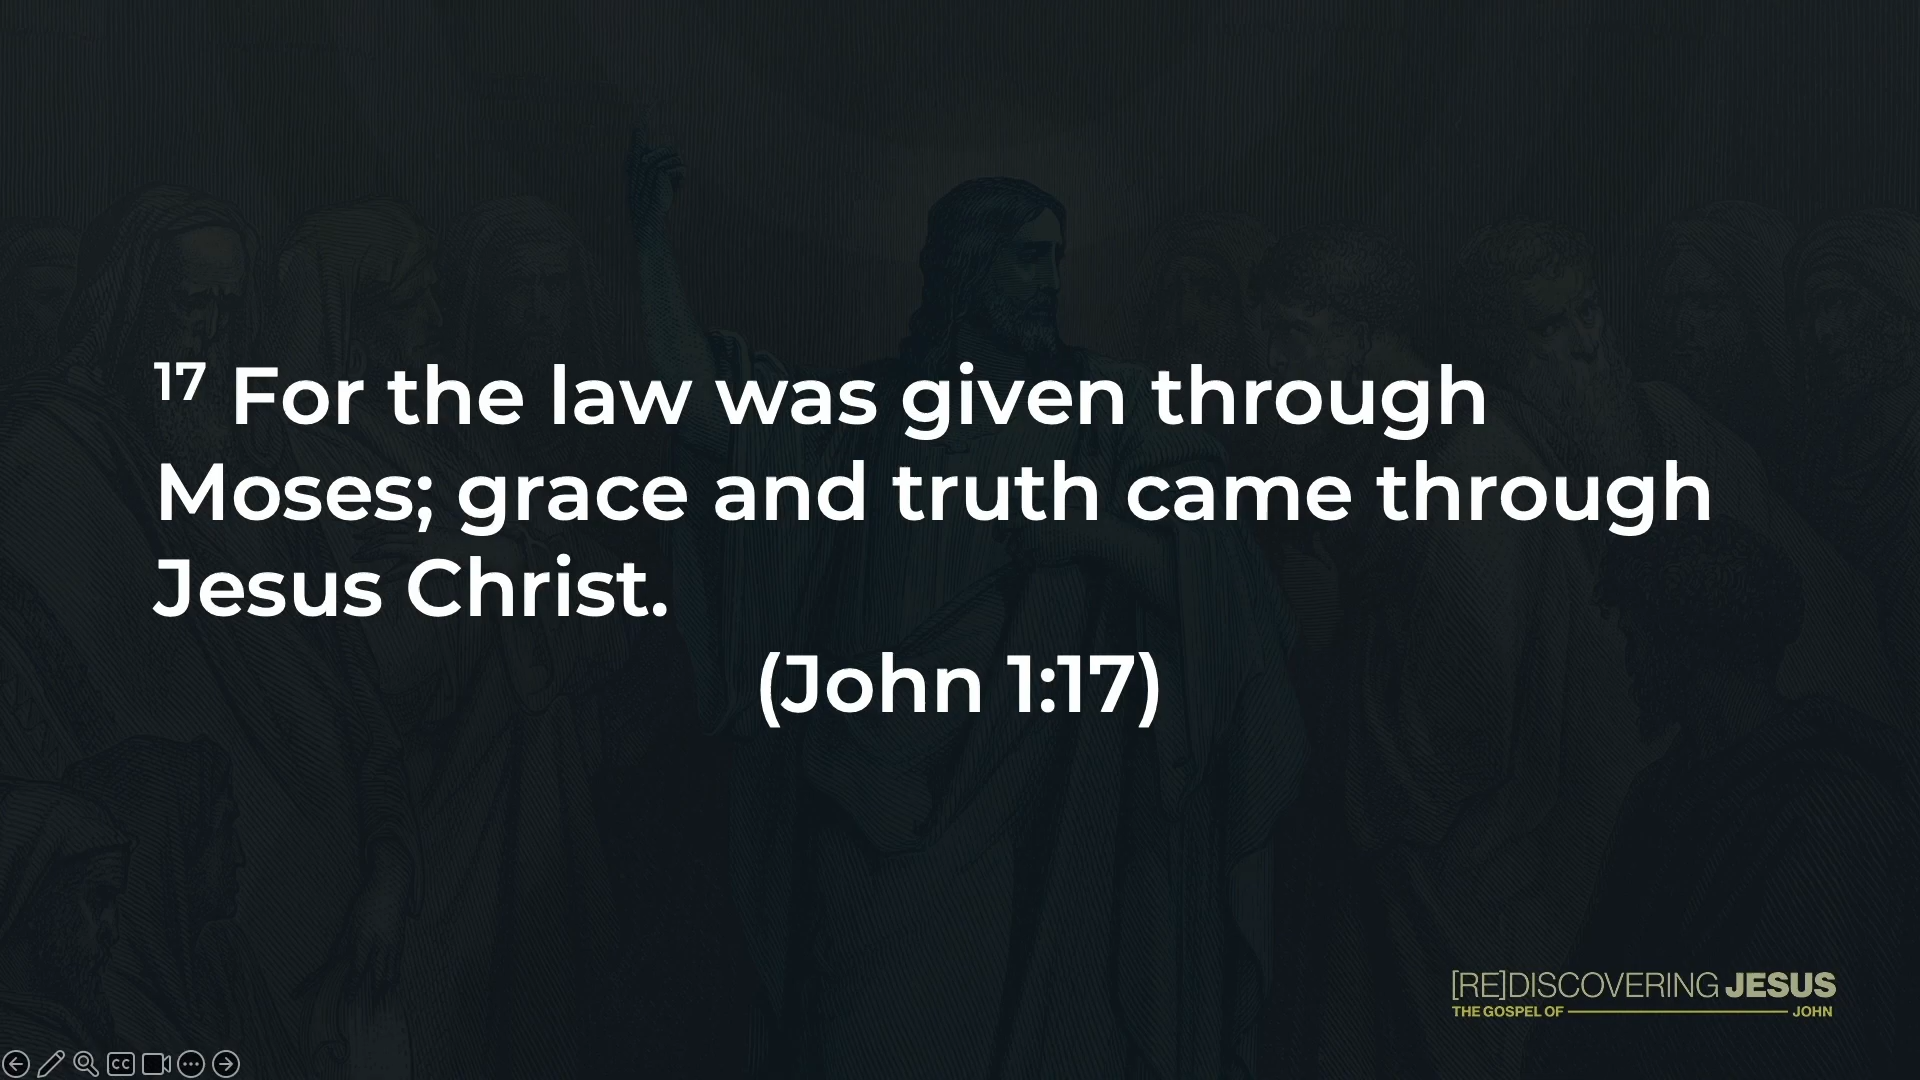 17 For the law was given through
Moses; grace and truth came through
Jesus Christ.
(John 1:17)
[RE]DISCOVERING JESUS
THE GOSPEL OF JOHN
CC